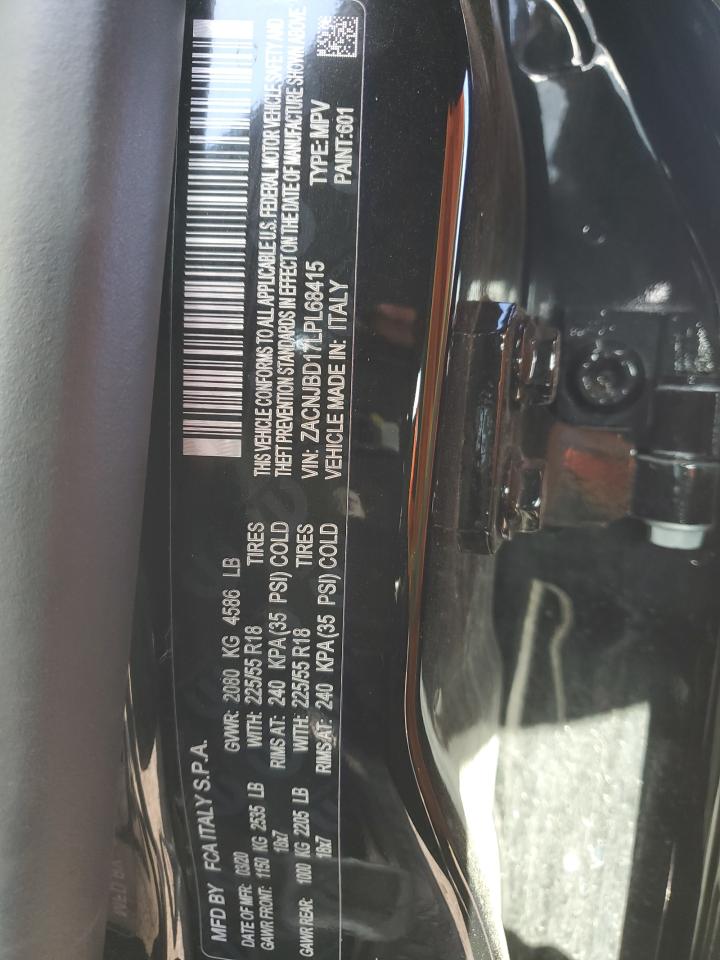 MFD BY FCA ITALY S.P.A.
DATE OF MFR: 03/20 GVWR: 2080 KG 4586 LB
GAWR FRONT: 1150 KG 2535 LB WITH: 225/55 R18 TIRES
18x7 RIMS AT: 240 KPA(35 PSI) COLD
GAWR REAR: 1000 KG 2205 LB WITH: 225/55 R18 TIRES
18x7 RIMS AT: 240 KPA(35 PSI) COLD
THIS VEHICLE CONFORMS TO ALL APPLICABLE U.S. FEDERAL MOTOR VEHICLE SAFETY AND
THEFT PREVENTION STANDARDS IN EFFECT ON THE DATE OF MANUFACTURE SHOWN ABOVE
VIN: ZACNJBD17LPL68415 TYPE:MPV
VEHICLE MADE IN: ITALY PAINT:601